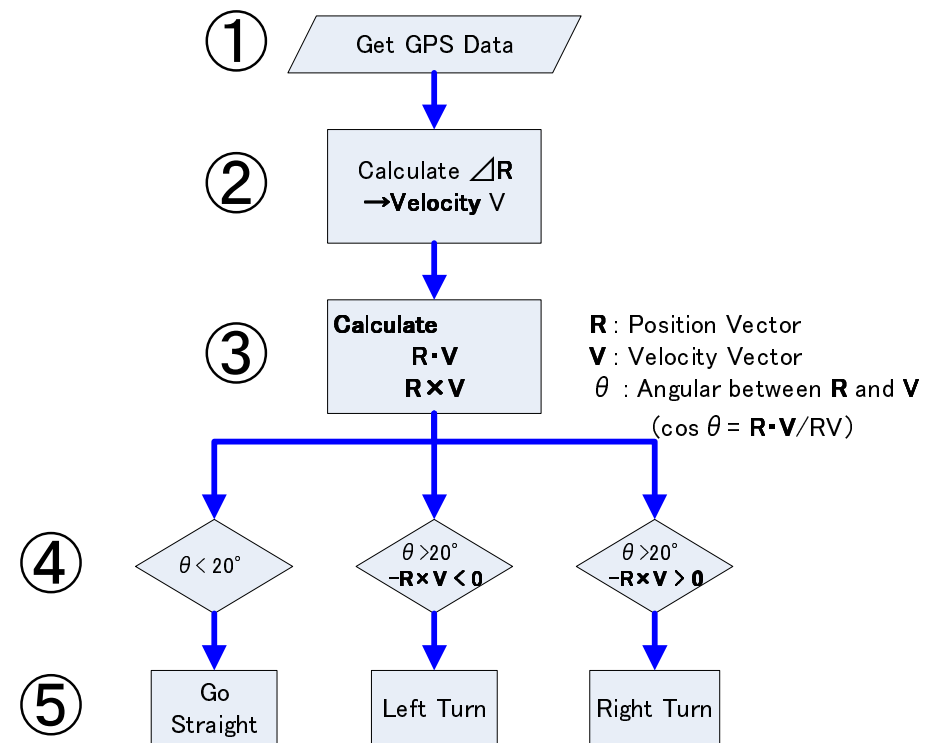 ①
Get GPS Data
②
Calculate ⊿R
→Velocity V
③
Calculate
R・V
R×V
R : Position Vector
V : Velocity Vector
θ : Angular between R and V
(cos θ = R・V/RV)
④
θ < 20°
θ >20°
-R×V < 0
θ >20°
-R×V > 0
⑤
Go
Straight
Left Turn
Right Turn